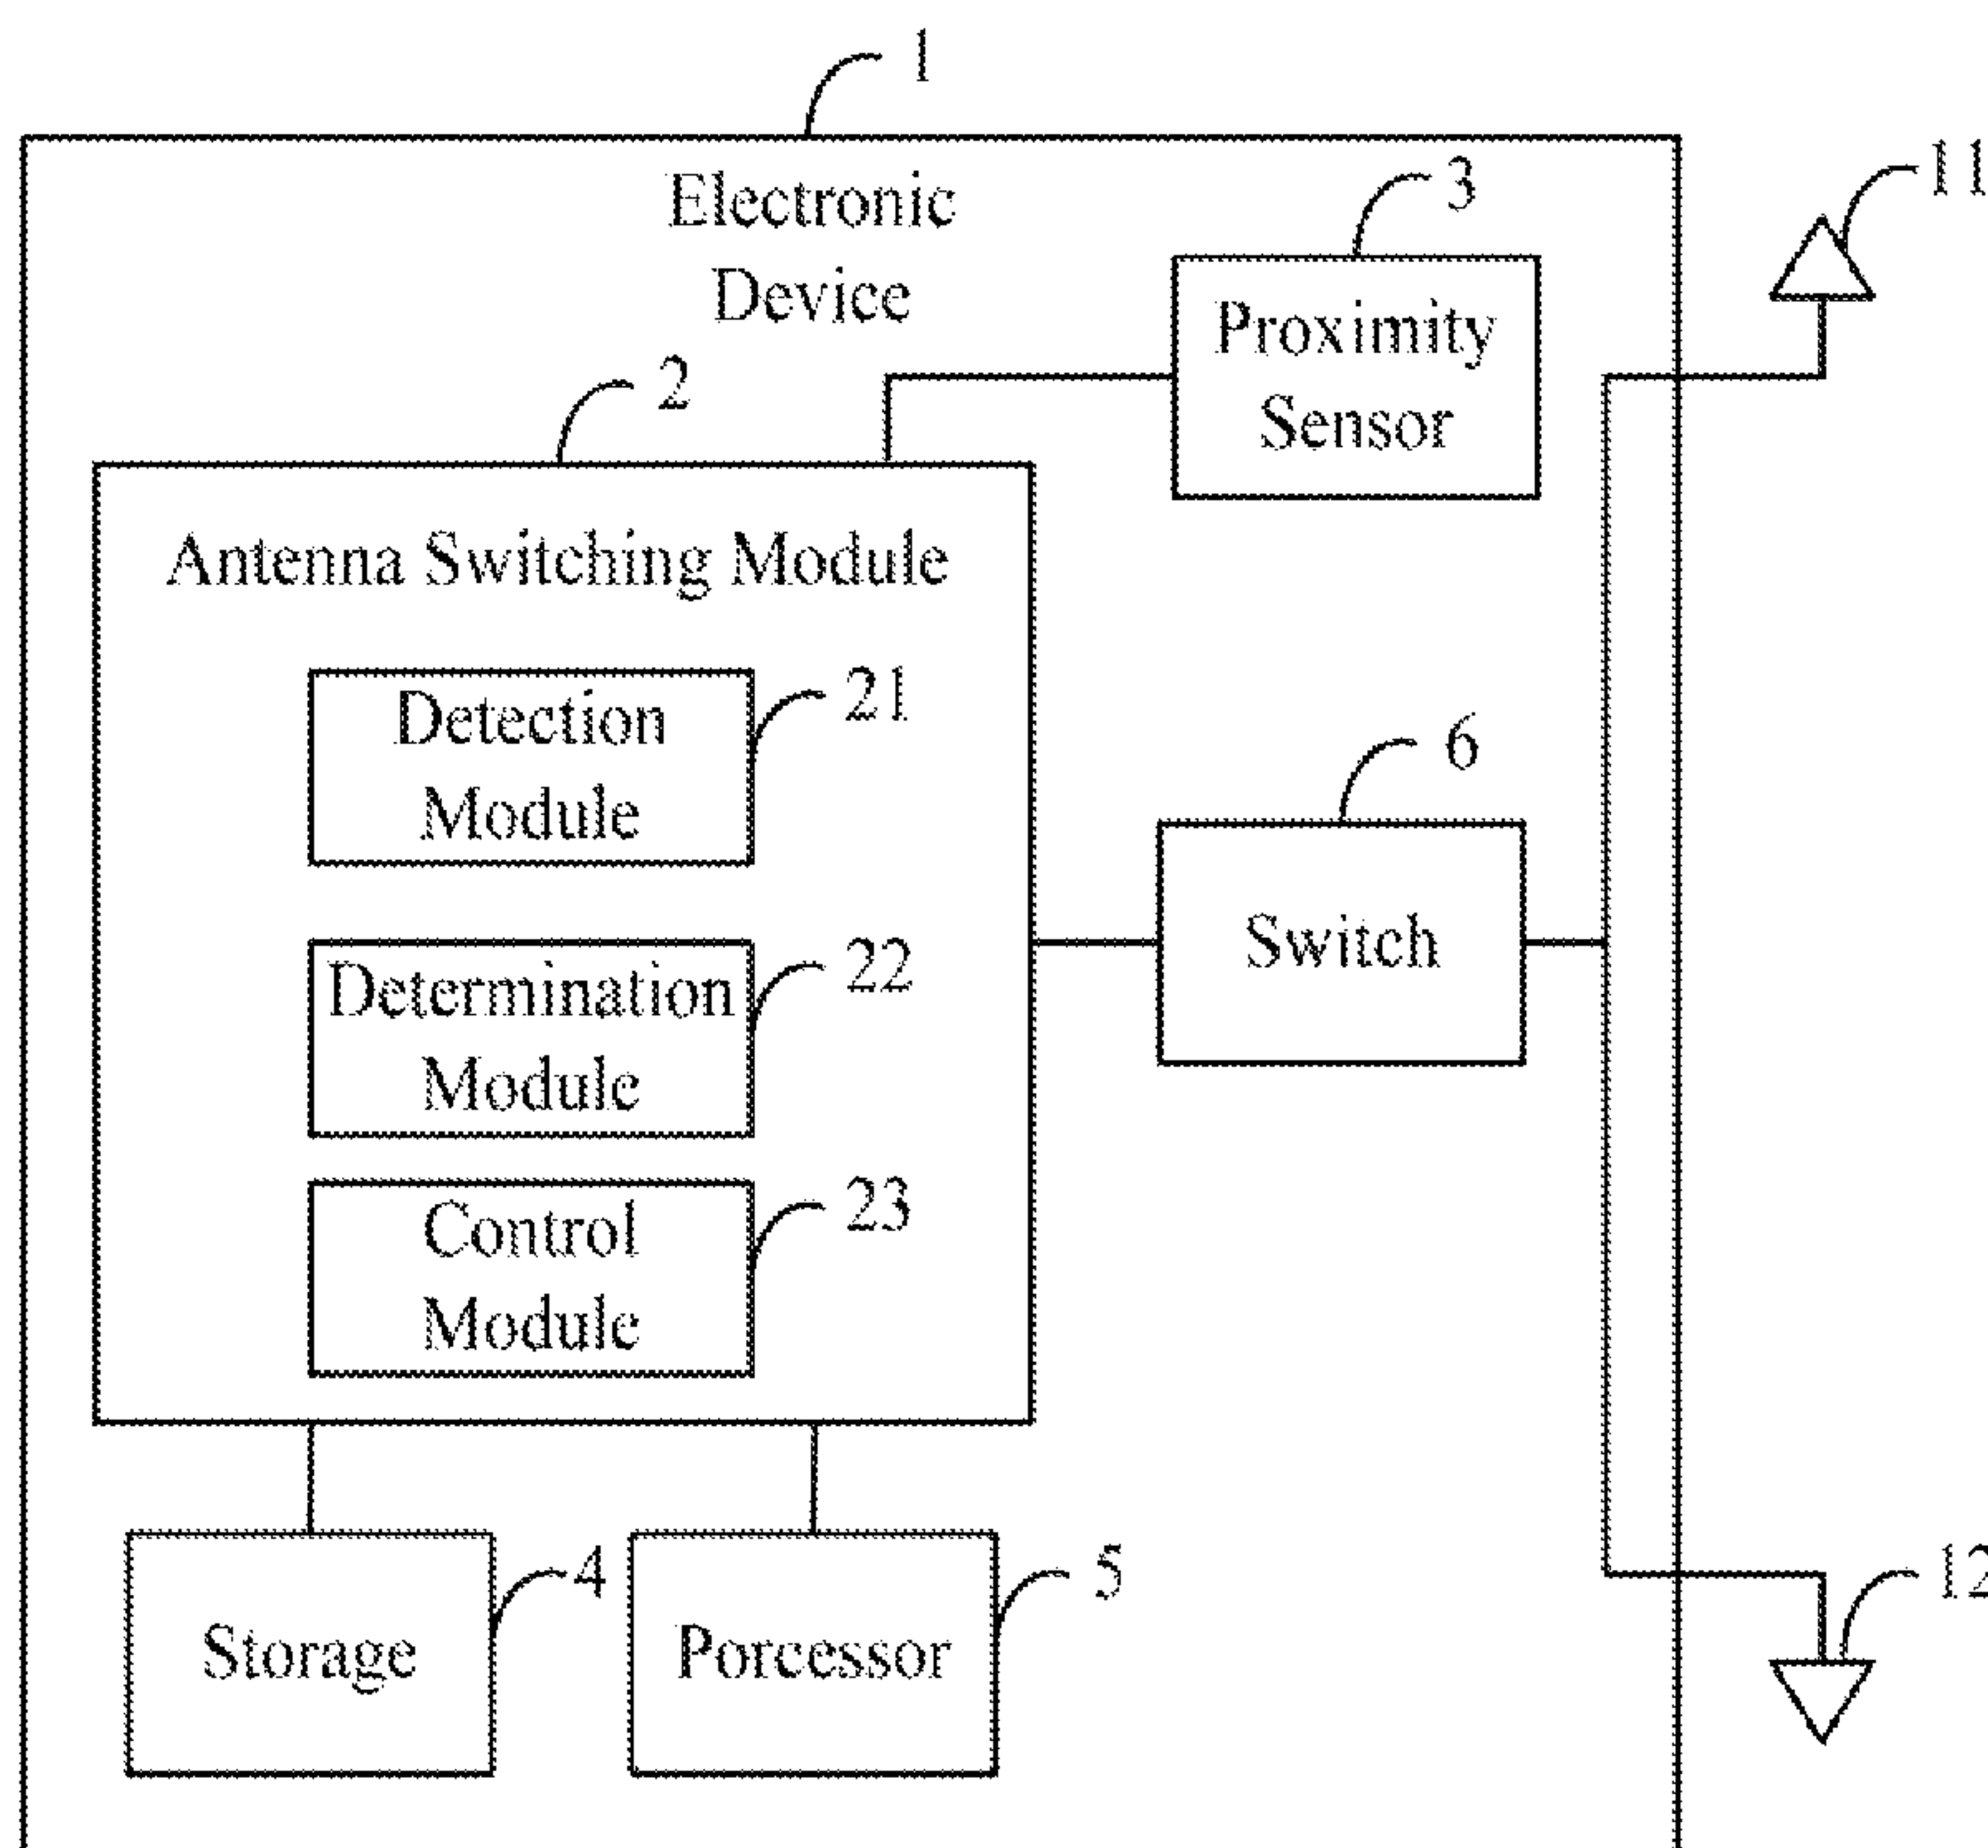 1
Electronic
Device
3
11
Proximity
Sensor
2
Antenna Switching Module
Detection
Module
21
6
Switch
Determination
Module
22
Control
Module
23
Storage
4
Porcessor
5
12